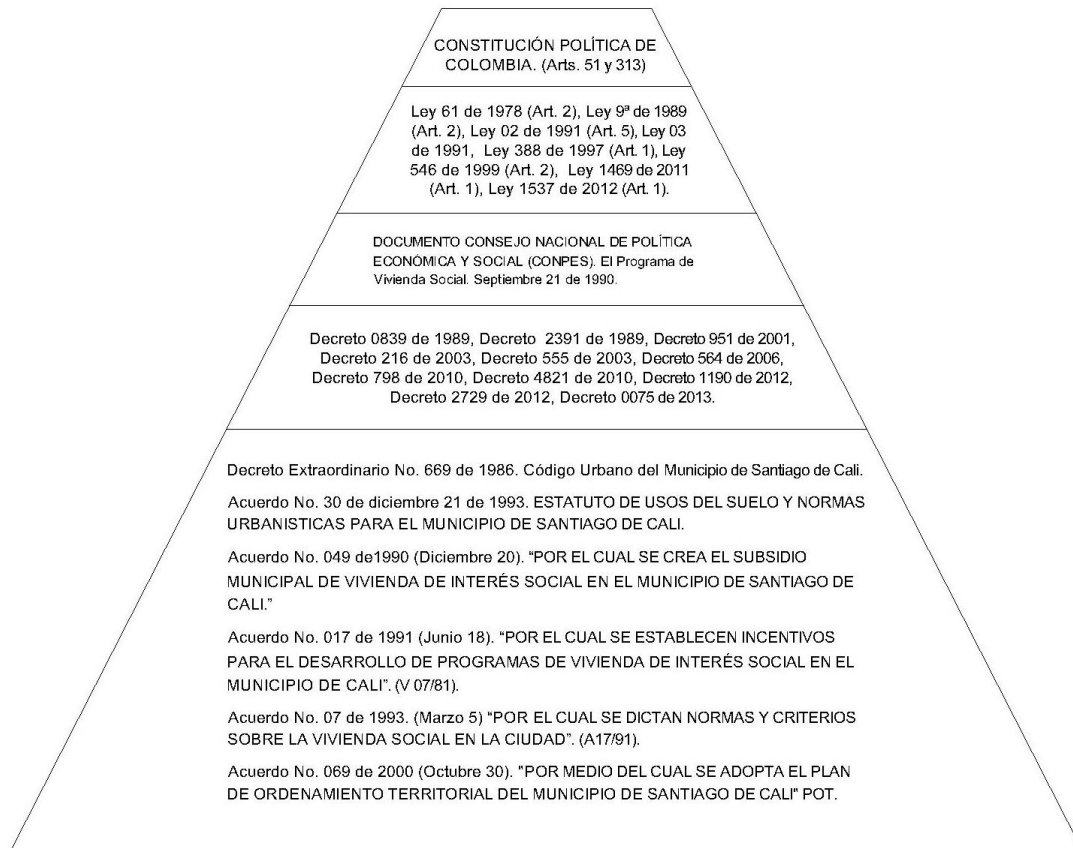 CONSTITUCIÓN POLÍTICA DE
COLOMBIA. (Arts. 51 y 313)
Ley 61 de 1978 (Art. 2), Ley 9ª de 1989
(Art. 2), Ley 02 de 1991 (Art. 5), Ley 03
de 1991, Ley 388 de 1997 (Art. 1), Ley
546 de 1999 (Art. 2), Ley 1469 de 2011
(Art. 1), Ley 1537 de 2012 (Art. 1).
DOCUMENTO CONSEJO NACIONAL DE POLÍTICA
ECONÓMICA Y SOCIAL (CONPES). El Programa de
Vivienda Social. Septiembre 21 de 1990.
Decreto 0839 de 1989, Decreto 2391 de 1989, Decreto 951 de 2001,
Decreto 216 de 2003, Decreto 555 de 2003, Decreto 564 de 2006,
Decreto 798 de 2010, Decreto 4821 de 2010, Decreto 1190 de 2012,
Decreto 2729 de 2012, Decreto 0075 de 2013.
Decreto Extraordinario No. 669 de 1986. Código Urbano del Municipio de Santiago de Cali.
Acuerdo No. 30 de diciembre 21 de 1993. ESTATUTO DE USOS DEL SUELO Y NORMAS
URBANISTICAS PARA EL MUNICIPIO DE SANTIAGO DE CALI.
Acuerdo No. 049 de1990 (Diciembre 20). “POR EL CUAL SE CREA EL SUBSIDIO
MUNICIPAL DE VIVIENDA DE INTERÉS SOCIAL EN EL MUNICIPIO DE SANTIAGO DE
CALI.”
Acuerdo No. 017 de 1991 (Junio 18). “POR EL CUAL SE ESTABLECEN INCENTIVOS
PARA EL DESARROLLO DE PROGRAMAS DE VIVIENDA DE INTERÉS SOCIAL EN EL
MUNICIPIO DE CALI”. (V 07/81).
Acuerdo No. 07 de 1993. (Marzo 5) “POR EL CUAL SE DICTAN NORMAS Y CRITERIOS
SOBRE LA VIVIENDA SOCIAL EN LA CIUDAD”. (A17/91).
Acuerdo No. 069 de 2000 (Octubre 30). "POR MEDIO DEL CUAL SE ADOPTA EL PLAN
DE ORDENAMIENTO TERRITORIAL DEL MUNICIPIO DE SANTIAGO DE CALI" POT.